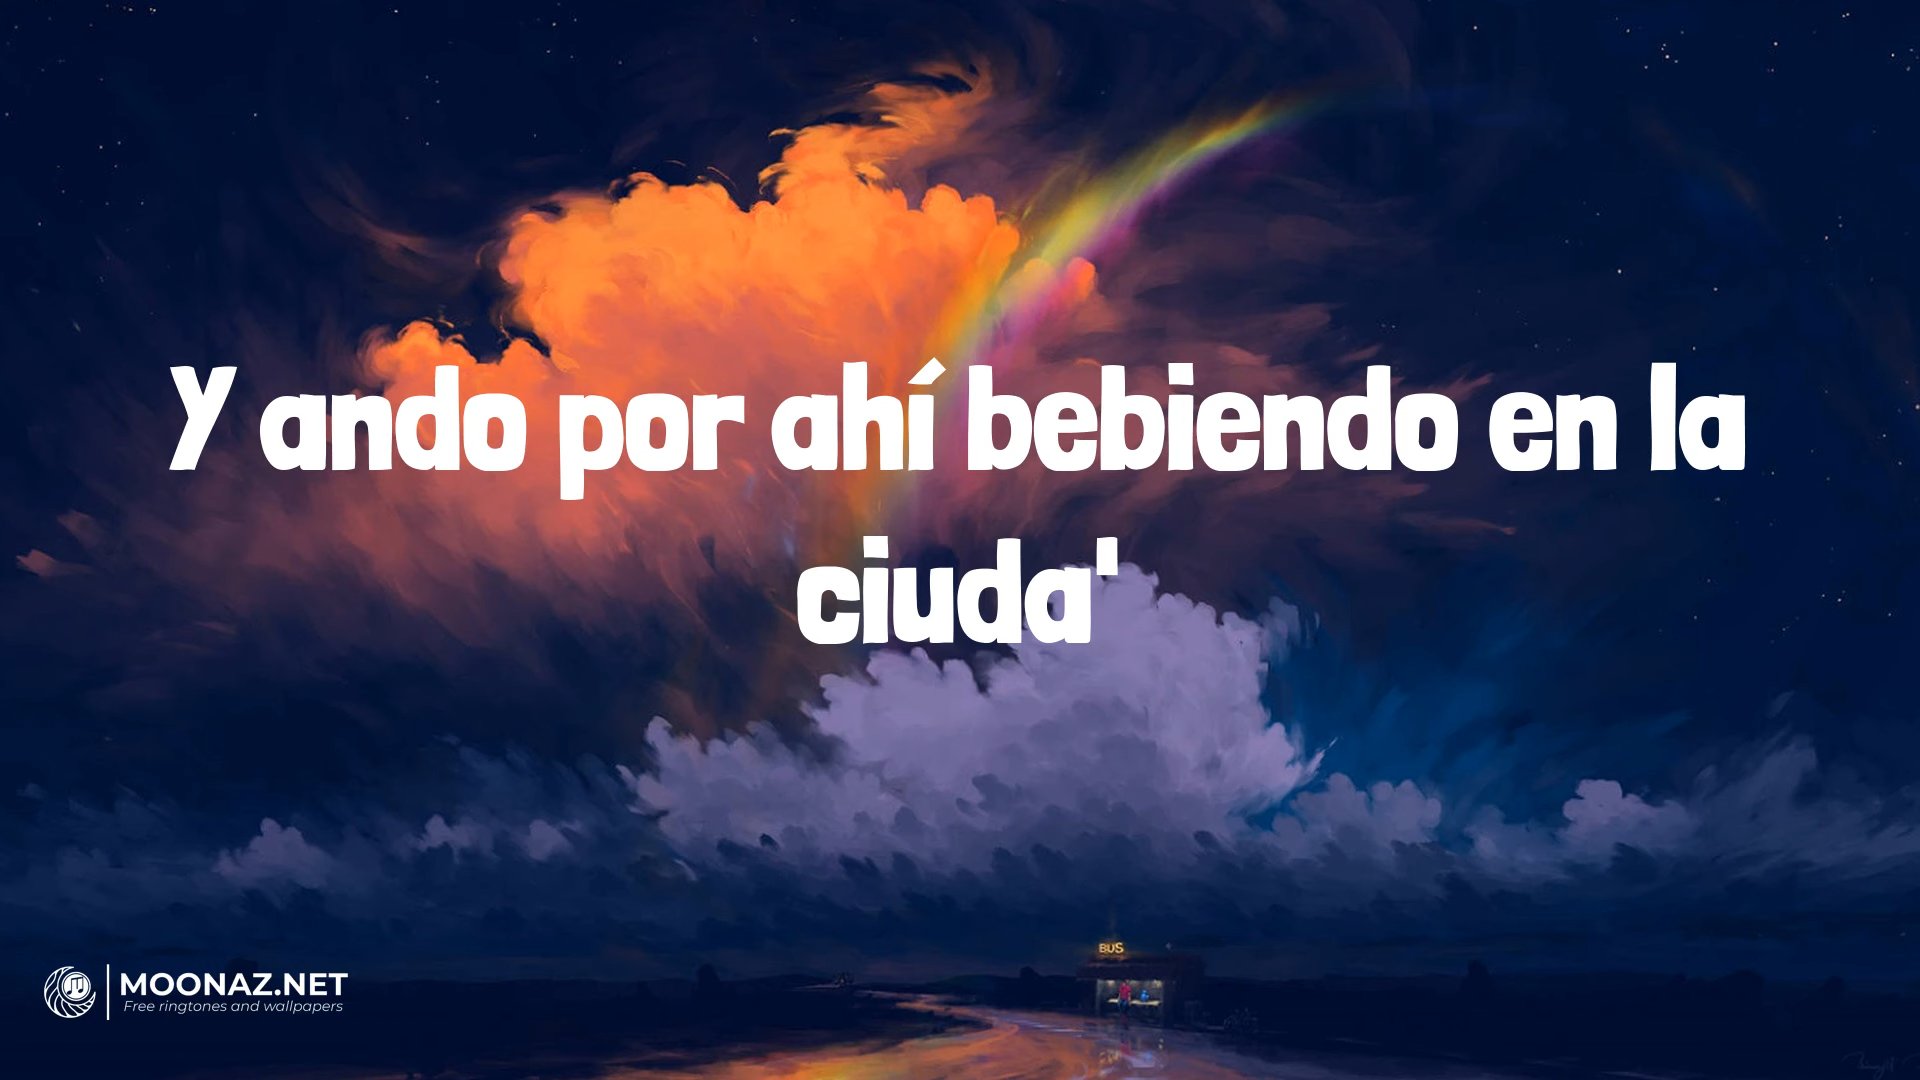 Y ando por ahí bebiendo en la
ciuda'
BUS
MOONAZ.NET
Free ringtones and wallpapers